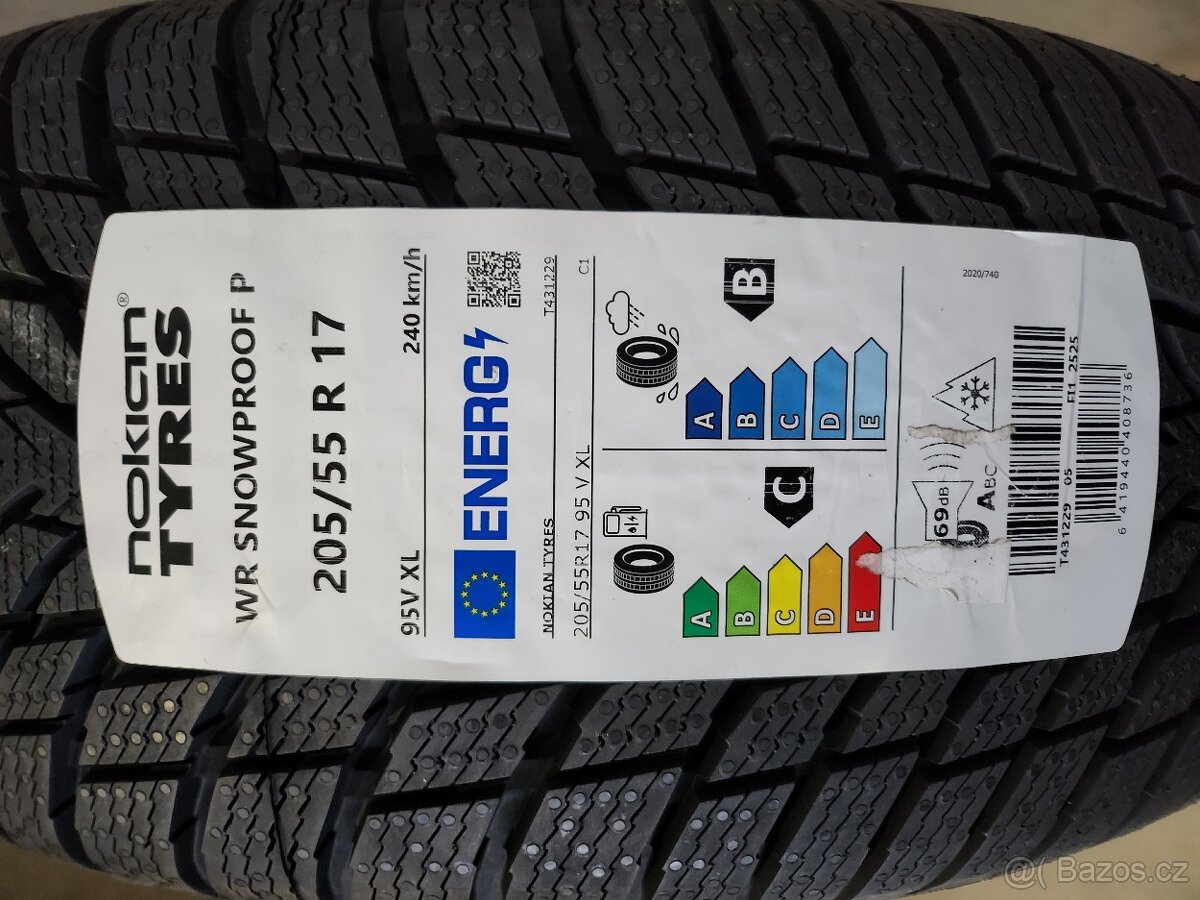 nokian®
TYRES
WR SNOWPROOF P
205/55 R 17
95V XL 240 km/h
ENERG
NOKIAN TYRES T431229
205/55R17 95 V XL C1
A
B
C
D
E
C
A
B
C
D
E
B
69dB
ABC
2020/740
T431229 05 FI1 2525
6 419440 408736
@( Bazos.cz